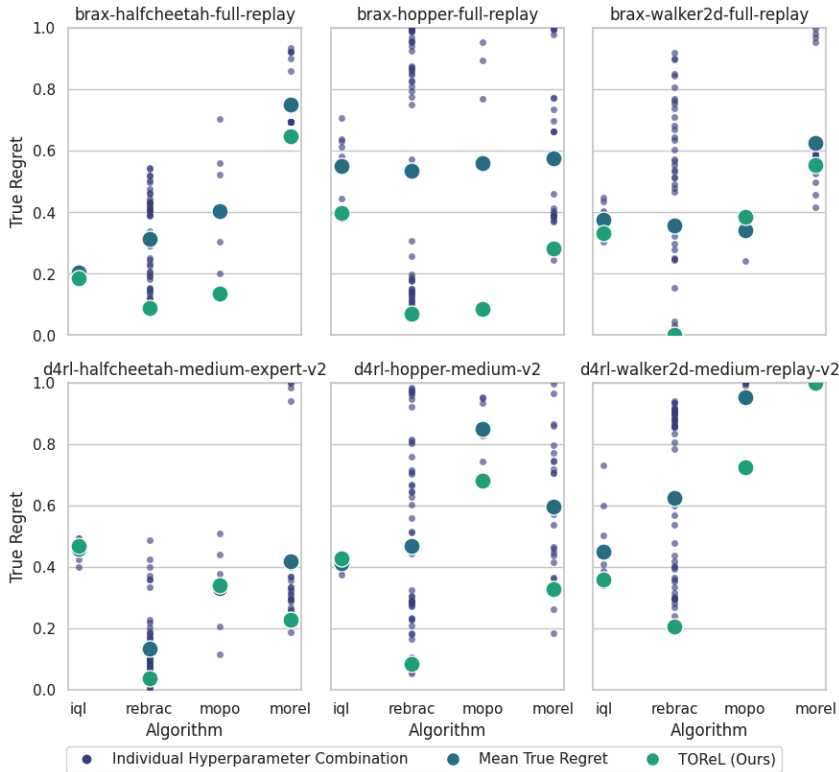 brax-halfcheetah-full-replay
brax-hopper-full-replay
brax-walker2d-full-replay
True Regret
1.0
0.8
0.6
0.4
0.2
0.0
d4rl-halfcheetah-medium-expert-v2
d4rl-hopper-medium-v2
d4rl-walker2d-medium-replay-v2
True Regret
1.0
0.8
0.6
0.4
0.2
0.0
iql rebrac mopo morel
iql rebrac mopo morel
iql rebrac mopo morel
Algorithm
Algorithm
Algorithm
Individual Hyperparameter Combination Mean True Regret TOReL (Ours)